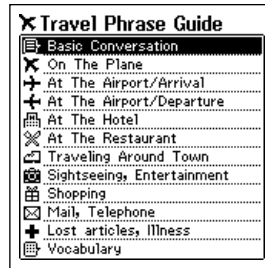 Travel Phrase Guide
Basic Conversation
On The Plane
At The Airport/Arrival
At The Airport/Departure
At The Hotel
At The Restaurant
Traveling Around Town
Sightseeing, Entertainment
Shopping
Mail, Telephone
Lost articles, Illness
Vocabulary